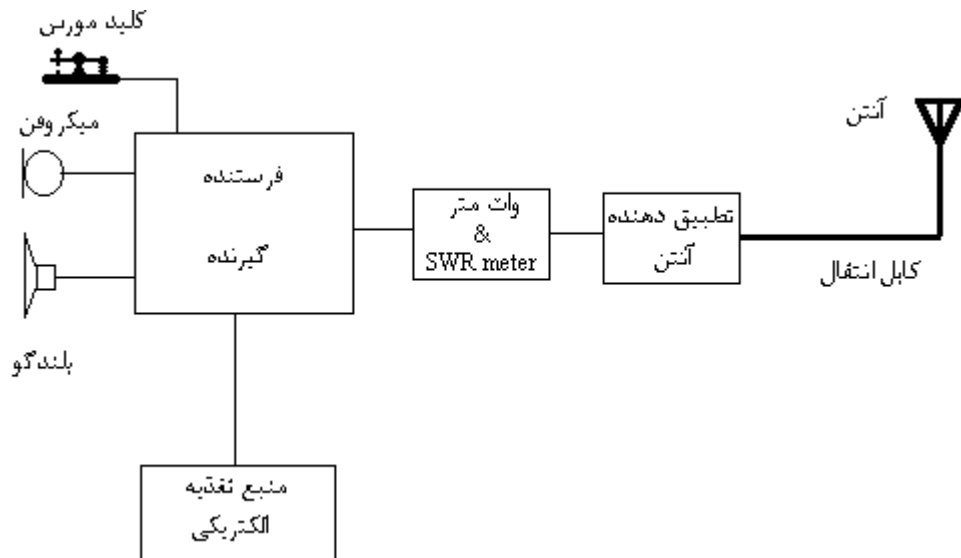 کلید مورس
میکروفن
بلندگو
فرستنده
گیرنده
وات متر
&
SWR meter
تطبیق دهنده
آنتن
آنتن
کابل انتقال
منبع تغذیه
الکتریکی